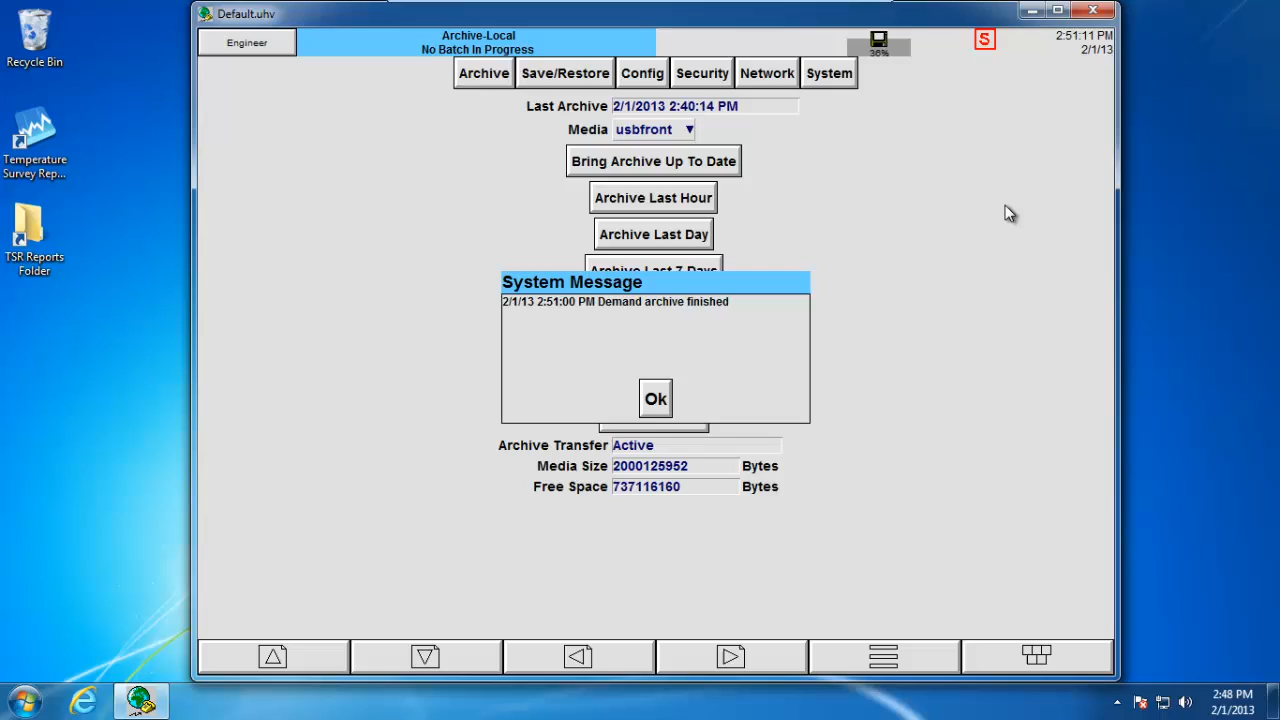 Recycle Bin
Temperature
Survey Rep...
TSR Reports
Folder
Default.uhv
Engineer
Archive-Local
No Batch In Progress
36%
S
2:51:11 PM
2/1/13
Archive
Save/Restore
Config
Security
Network
System
Last Archive 2/1/2013 2:40:14 PM
Media usbfront
Bring Archive Up To Date
Archive Last Hour
Archive Last Day
Archive Last 7 Days
System Message
2/1/13 2:51:00 PM Demand archive finished
Ok
Archive Transfer Active
Media Size 2000125952 Bytes
Free Space 737116160 Bytes
2:48 PM
2/1/2013